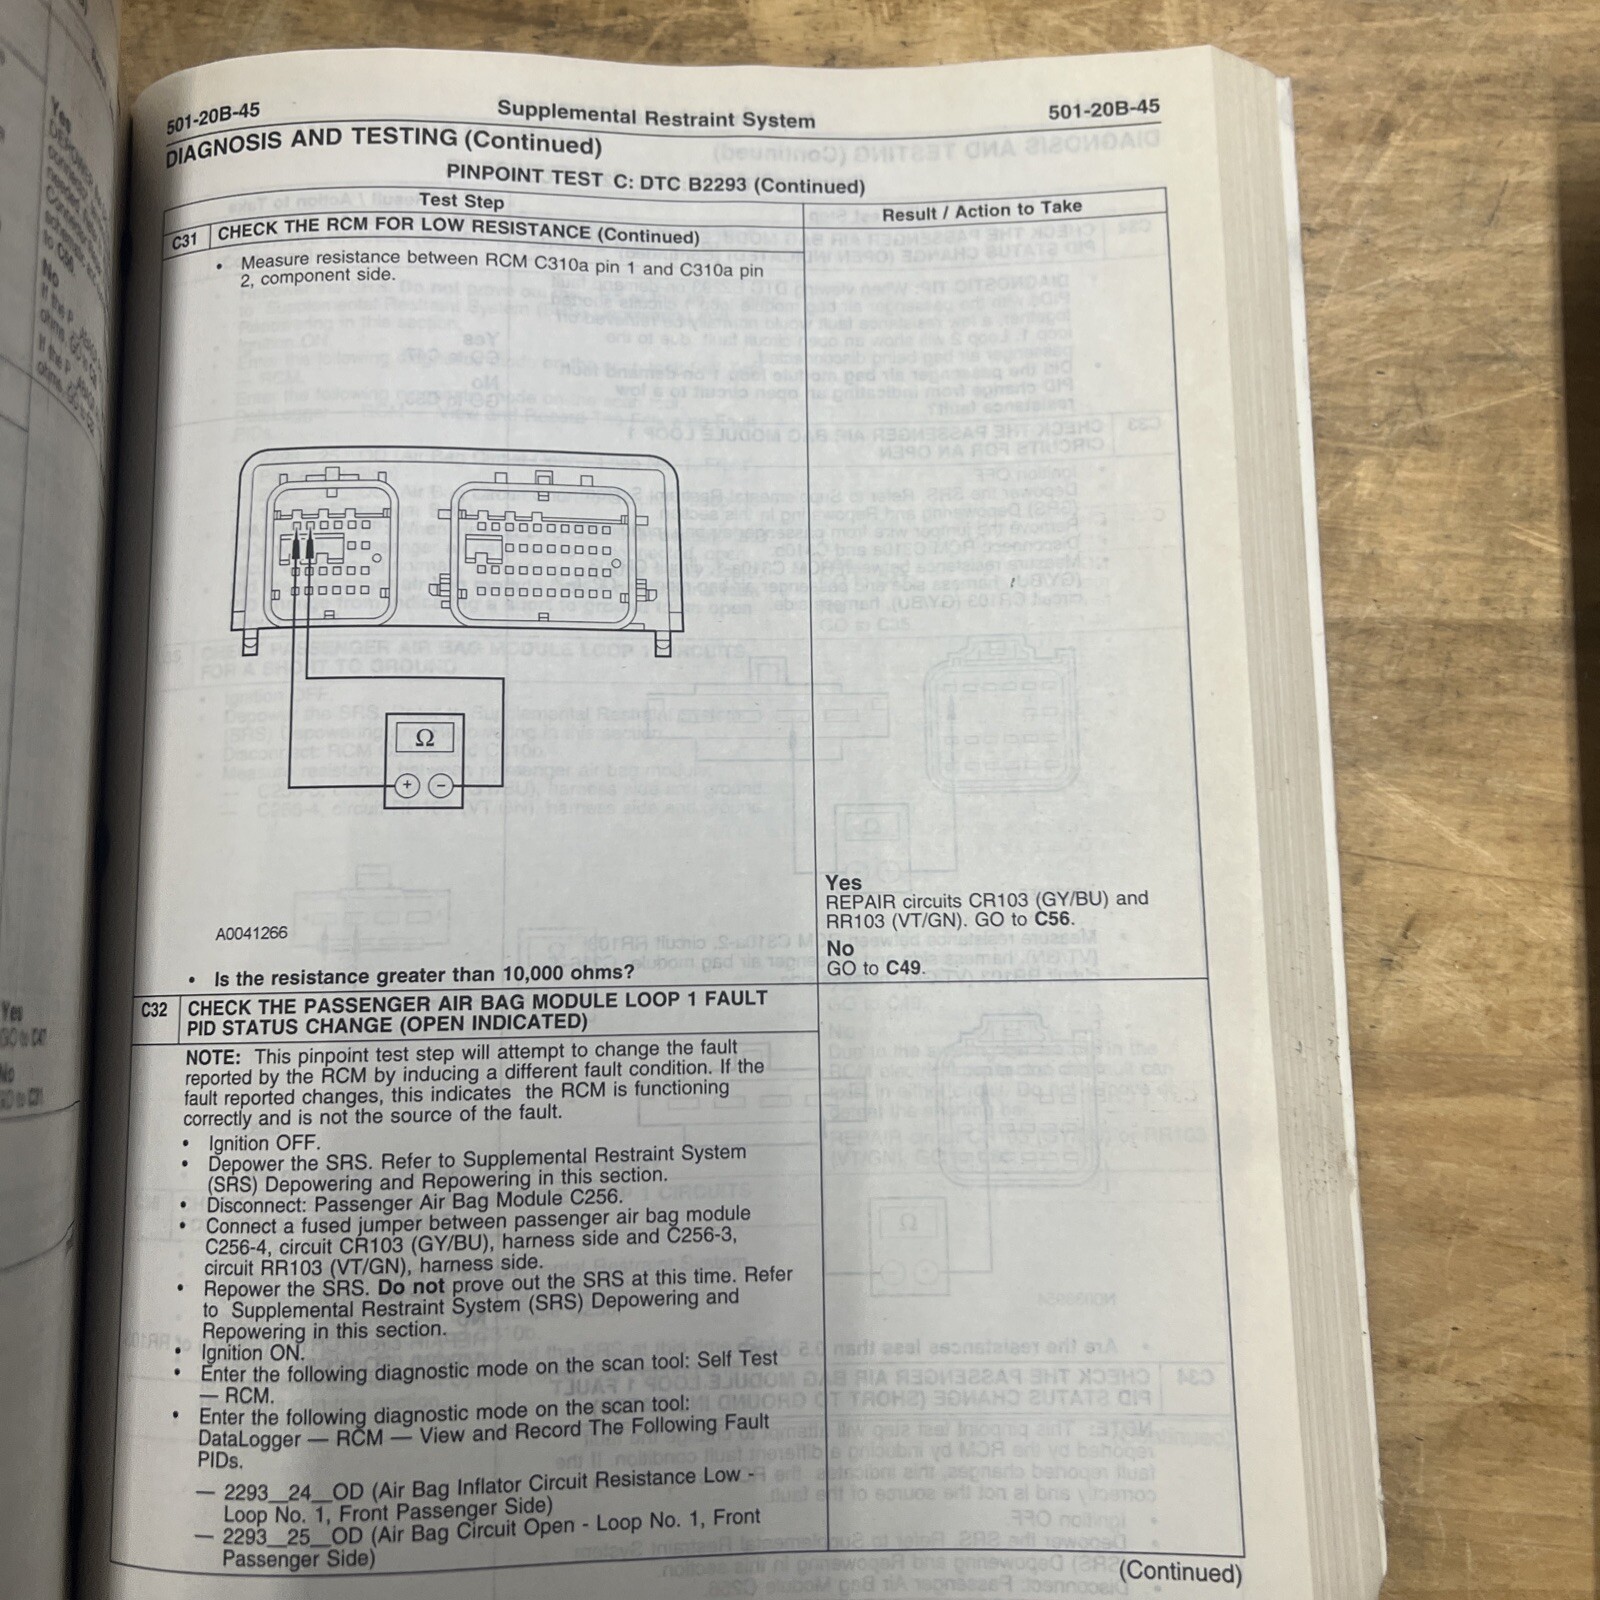 501-20B-45
Supplemental Restraint System
501-20B-45
DIAGNOSIS AND TESTING (Continued)
PINPOINT TEST C: DTC B2293 (Continued)
Test Step
Result / Action to Take
C31
CHECK THE RCM FOR LOW RESISTANCE (Continued)
• Measure resistance between RCM C310a pin 1 and C310a pin
2, component side.
Ω
+ −
A0041266
• Is the resistance greater than 10,000 ohms?
Yes
REPAIR circuits CR103 (GY/BU) and
RR103 (VT/GN). GO to C56.
No
GO to C49.
C32
CHECK THE PASSENGER AIR BAG MODULE LOOP 1 FAULT
PID STATUS CHANGE (OPEN INDICATED)
NOTE: This pinpoint test step will attempt to change the fault
reported by the RCM by inducing a different fault condition. If the
fault reported changes, this indicates the RCM is functioning
correctly and is not the source of the fault.
• Ignition OFF.
• Depower the SRS. Refer to Supplemental Restraint System
(SRS) Depowering and Repowering in this section.
• Disconnect: Passenger Air Bag Module C256.
• Connect a fused jumper between passenger air bag module
C256-4, circuit CR103 (GY/BU), harness side and C256-3,
circuit RR103 (VT/GN), harness side.
• Repower the SRS. Do not prove out the SRS at this time. Refer
to Supplemental Restraint System (SRS) Depowering and
Repowering in this section.
• Ignition ON.
• Enter the following diagnostic mode on the scan tool: Self Test
— RCM.
• Enter the following diagnostic mode on the scan tool:
DataLogger — RCM — View and Record The Following Fault
PIDs.
— 2293__24__OD (Air Bag Inflator Circuit Resistance Low -
Loop No. 1, Front Passenger Side)
— 2293__25__OD (Air Bag Circuit Open - Loop No. 1, Front
Passenger Side)
(Continued)